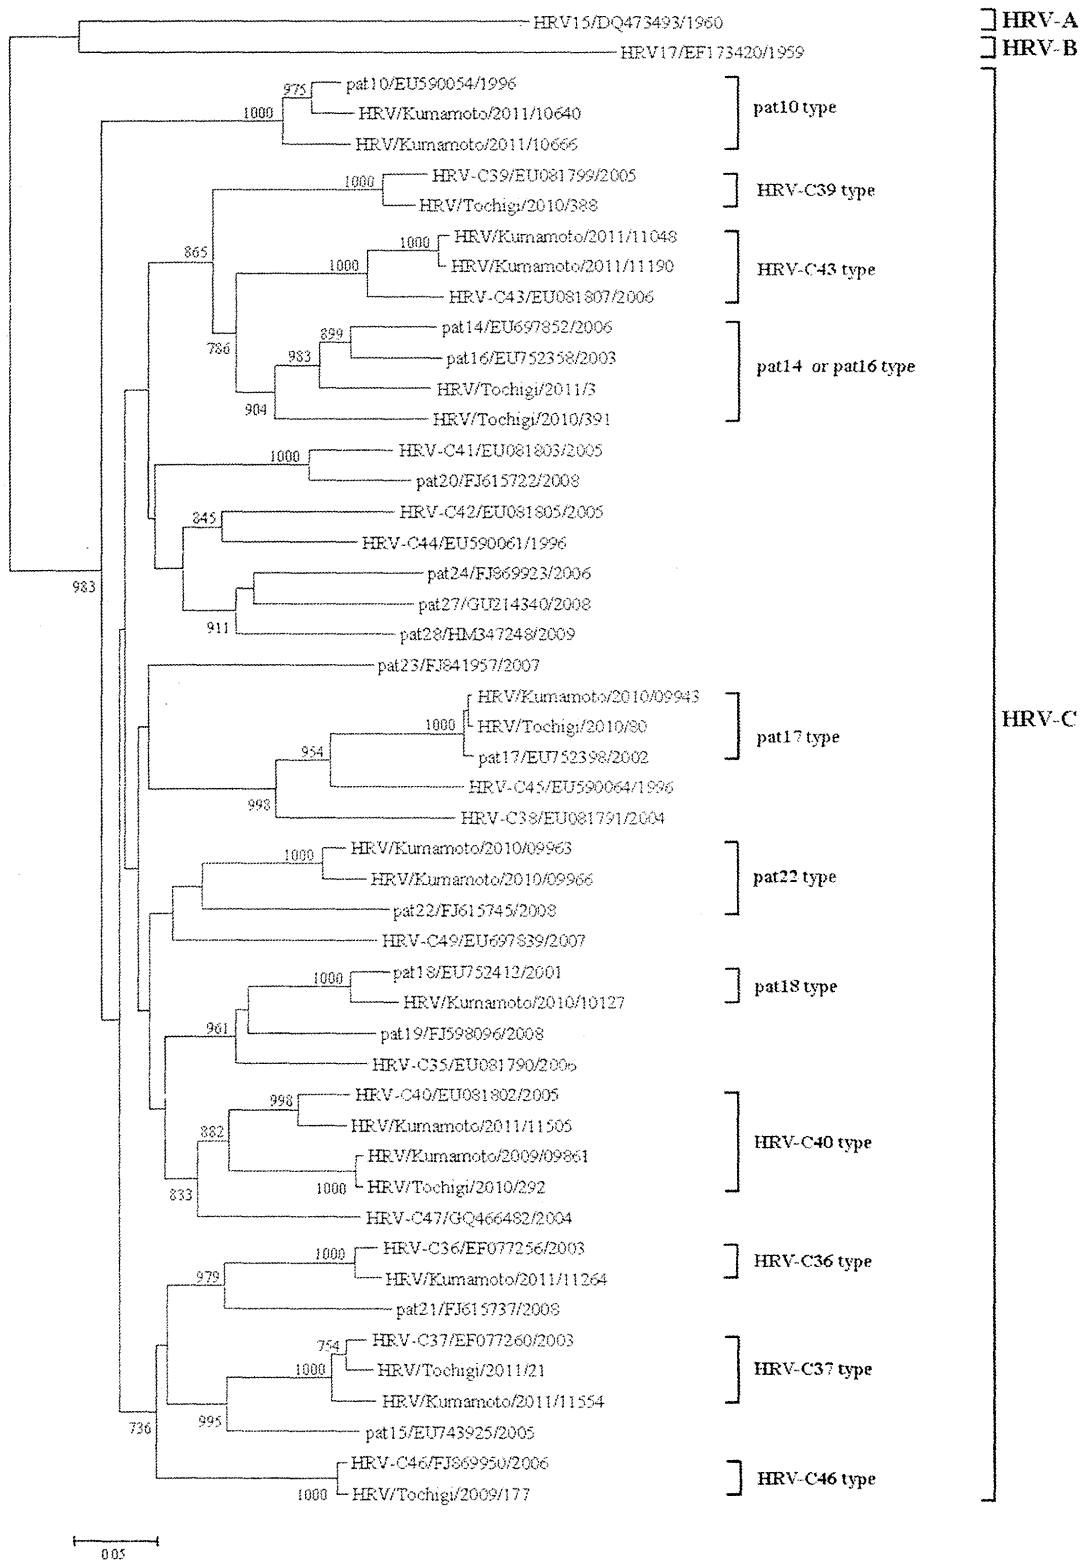 HRV15/DQ473493/1960
HRV-A
HRV17/EF173420/1959
HRV-B
pat10/EU590054/1996
975
HRV/Kumamoto/2011/10640
1000
pat10 type
HRV/Kumamoto/2011/10666
HRV-C39/EU081799/2005
1000
HRV-C39 type
HRV/Tochigi/2010/388
HRV/Kumamoto/2011/11048
1000
865
HRV/Kumamoto/2011/11190
1000
HRV-C43 type
HRV-C43/EU081807/2006
pat14/EU697852/2006
899
786
pat16/EU752358/2003
983
pat14 or pat16 type
HRV/Tochigi/2011/3
904
HRV/Tochigi/2010/391
HRV-C41/EU081803/2005
1000
pat20/FJ615722/2008
HRV-C42/EU081805/2005
845
HRV-C44/EU590061/1996
pat24/FJ869923/2006
983
pat27/GU214340/2008
911
pat28/HM347248/2009
pat23/FJ841957/2007
HRV/Kumamoto/2010/09943
HRV-C
1000
HRV/Tochigi/2010/80
pat17 type
954
pat17/EU752398/2002
HRV-C45/EU590064/1996
998
HRV-C38/EU081791/2004
HRV/Kumamoto/2010/09963
1000
HRV/Kumamoto/2010/09966
pat22 type
pat22/FJ615745/2008
HRV-C49/EU697839/2007
pat18/EU752412/2001
1000
pat18 type
HRV/Kumamoto/2010/10127
961
pat19/FJ598096/2008
HRV-C35/EU081790/2006
HRV-C40/EU081802/2005
998
HRV/Kumamoto/2011/11505
882
HRV-C40 type
HRV/Kumamoto/2009/09861
1000
HRV/Tochigi/2010/292
833
HRV-C47/GQ466482/2004
HRV-C36/EF077256/2003
1000
HRV-C36 type
979
HRV/Kumamoto/2011/11264
pat21/FJ615737/2008
HRV-C37/EF077260/2003
754
HRV/Tochigi/2011/21
1000
HRV-C37 type
HRV/Kumamoto/2011/11554
995
736
pat15/EU743925/2005
HRV-C46/FJ869950/2006
HRV-C46 type
1000
HRV/Tochigi/2009/177
0.05